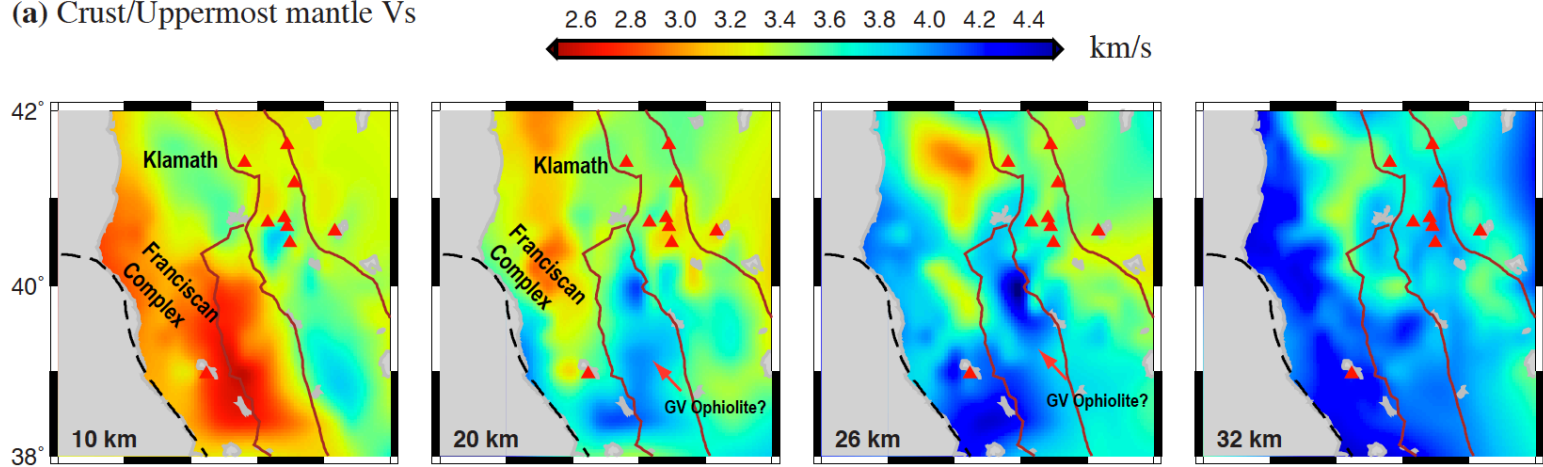 (a) Crust/Uppermost mantle Vs
2.6 2.8 3.0 3.2 3.4 3.6 3.8 4.0 4.2 4.4
km/s
42°
40°
38°
Klamath
Franciscan
Complex
10 km
Klamath
Franciscan
Complex
GV Ophiolite?
20 km
GV Ophiolite?
26 km
32 km